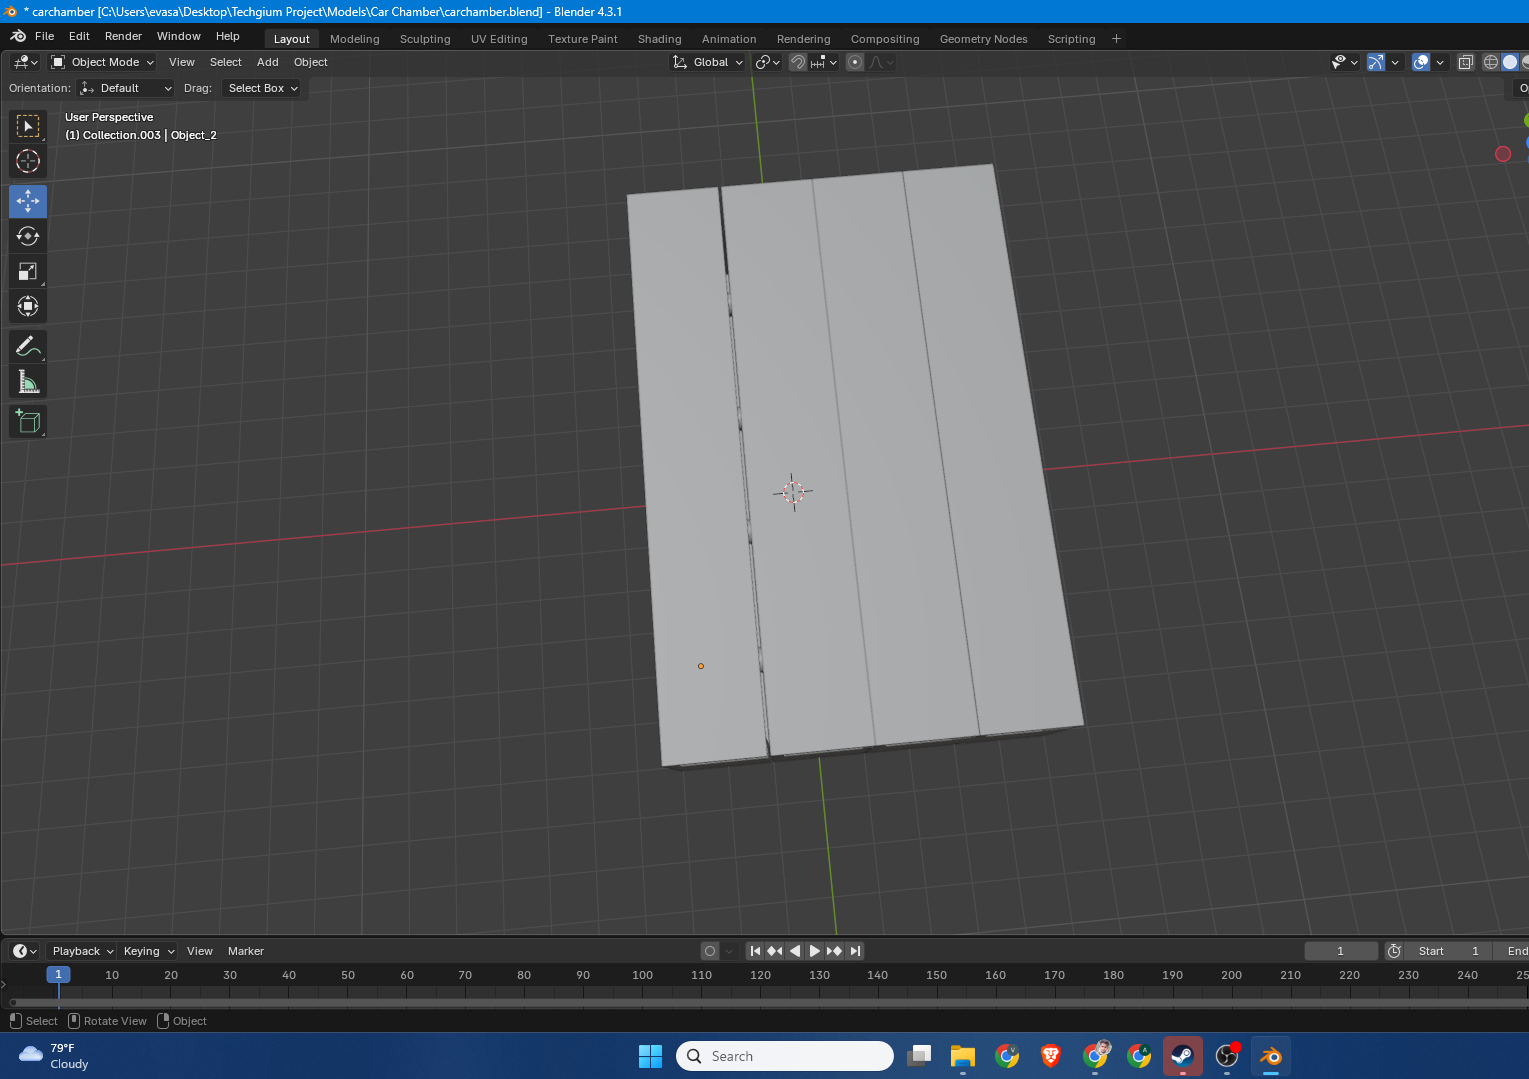 * carchamber [C:\Users\evasa\Desktop\Techgium Project\Models\Car Chamber\carchamber.blend] - Blender 4.3.1
File Edit Render Window Help Layout Modeling Sculpting UV Editing Texture Paint Shading Animation Rendering Compositing Geometry Nodes Scripting +
Object Mode View Select Add Object Global
Orientation: Default Drag: Select Box
User Perspective
(1) Collection.003 | Object_2
Playback Keying View Marker 1 Start 1 End
1 10 20 30 40 50 60 70 80 90 100 110 120 130 140 150 160 170 180 190 200 210 220 230 240
Select Rotate View Object
79°F
Cloudy
Search